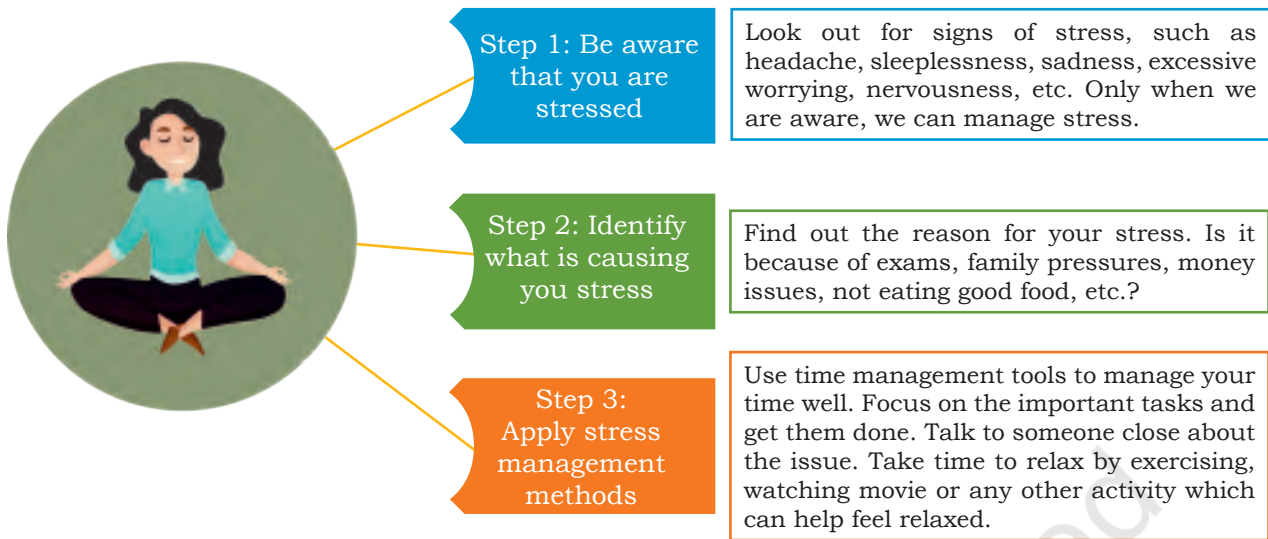 Step 1: Be aware
that you are
stressed
Look out for signs of stress, such as
headache, sleeplessness, sadness, excessive
worrying, nervousness, etc. Only when we
are aware, we can manage stress.
Step 2: Identify
what is causing
you stress
Find out the reason for your stress. Is it
because of exams, family pressures, money
issues, not eating good food, etc.?
Step 3:
Apply stress
management
methods
Use time management tools to manage your
time well. Focus on the important tasks and
get them done. Talk to someone close about
the issue. Take time to relax by exercising,
watching movie or any other activity which
can help feel relaxed.